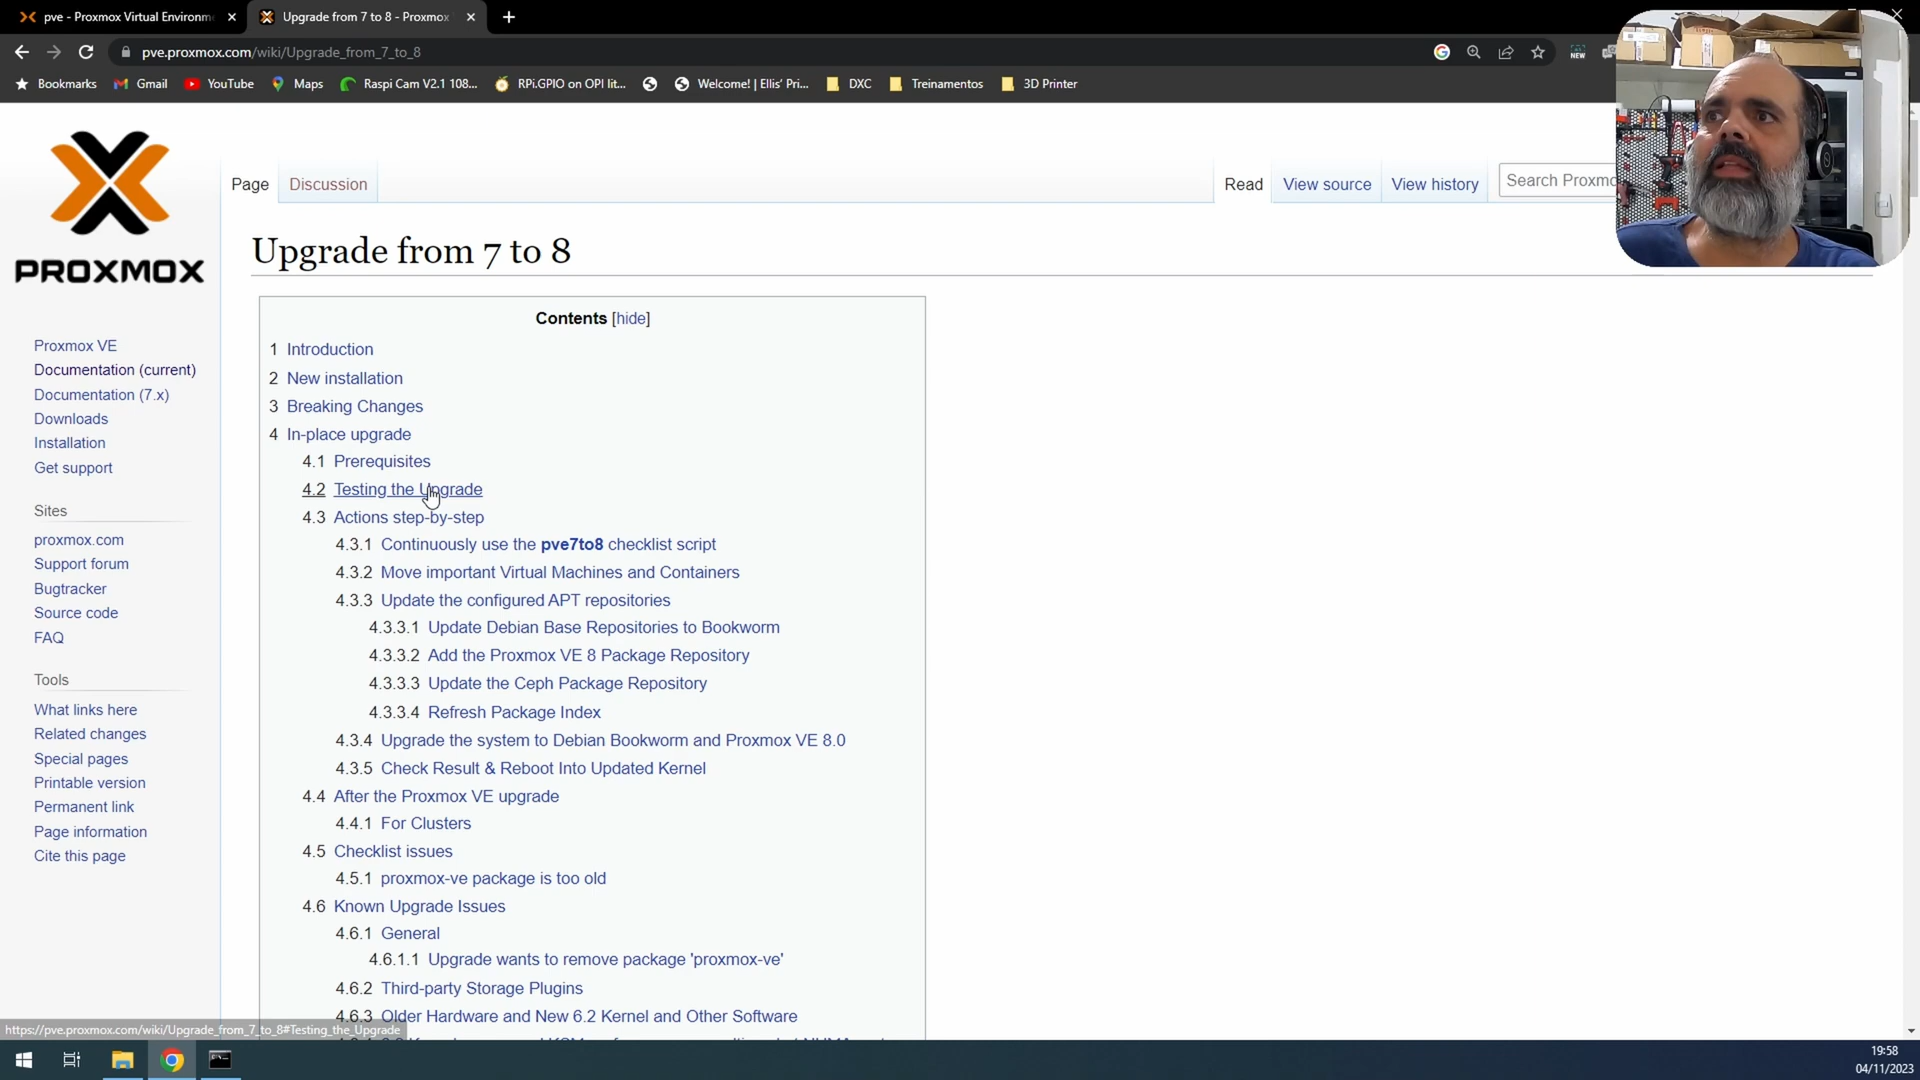 pve - Proxmox Virtual Environm
Upgrade from 7 to 8 - Proxmox
pve.proxmox.com/wiki/Upgrade_from_7_to_8
Bookmarks
Gmail
YouTube
Maps
Raspi Cam V2.1 108...
RPi.GPIO on OPI lit...
Welcome! | Ellis' Pri...
DXC
Treinamentos
3D Printer
NEW
PROXMOX
Page
Discussion
Read
View source
View history
Search Proxmo
Upgrade from 7 to 8
Contents [hide]
1 Introduction
2 New installation
3 Breaking Changes
4 In-place upgrade
4.1 Prerequisites
4.2 Testing the Upgrade
4.3 Actions step-by-step
4.3.1 Continuously use the pve7to8 checklist script
4.3.2 Move important Virtual Machines and Containers
4.3.3 Update the configured APT repositories
4.3.3.1 Update Debian Base Repositories to Bookworm
4.3.3.2 Add the Proxmox VE 8 Package Repository
4.3.3.3 Update the Ceph Package Repository
4.3.3.4 Refresh Package Index
4.3.4 Upgrade the system to Debian Bookworm and Proxmox VE 8.0
4.3.5 Check Result & Reboot Into Updated Kernel
4.4 After the Proxmox VE upgrade
4.4.1 For Clusters
4.5 Checklist issues
4.5.1 proxmox-ve package is too old
4.6 Known Upgrade Issues
4.6.1 General
4.6.1.1 Upgrade wants to remove package 'proxmox-ve'
4.6.2 Third-party Storage Plugins
4.6.3 Older Hardware and New 6.2 Kernel and Other Software
Proxmox VE
Documentation (current)
Documentation (7.x)
Downloads
Installation
Get support
Sites
proxmox.com
Support forum
Bugtracker
Source code
FAQ
Tools
What links here
Related changes
Special pages
Printable version
Permanent link
Page information
Cite this page
https://pve.proxmox.com/wiki/Upgrade_from_7_to_8#Testing_the_Upgrade
19:58
04/11/2023